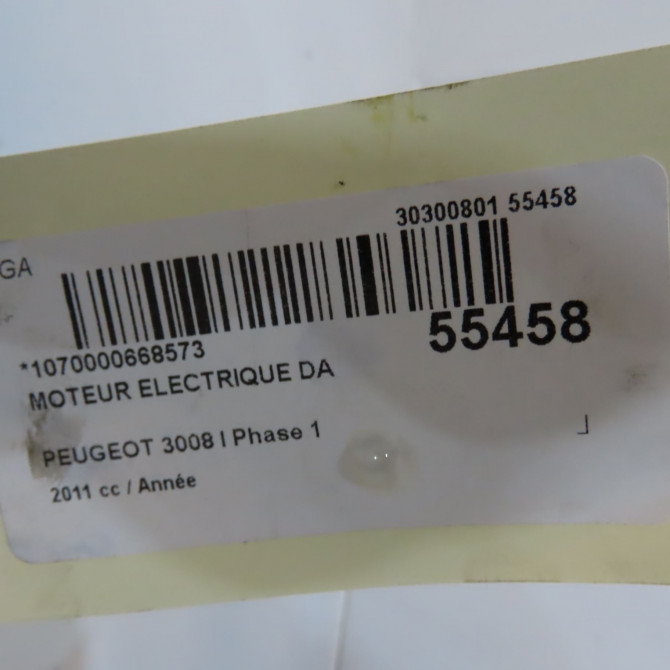 30300801 55458
GA
*1070000668573
55458
MOTEUR ELECTRIQUE DA
PEUGEOT 3008 I Phase 1
2011 cc / Année